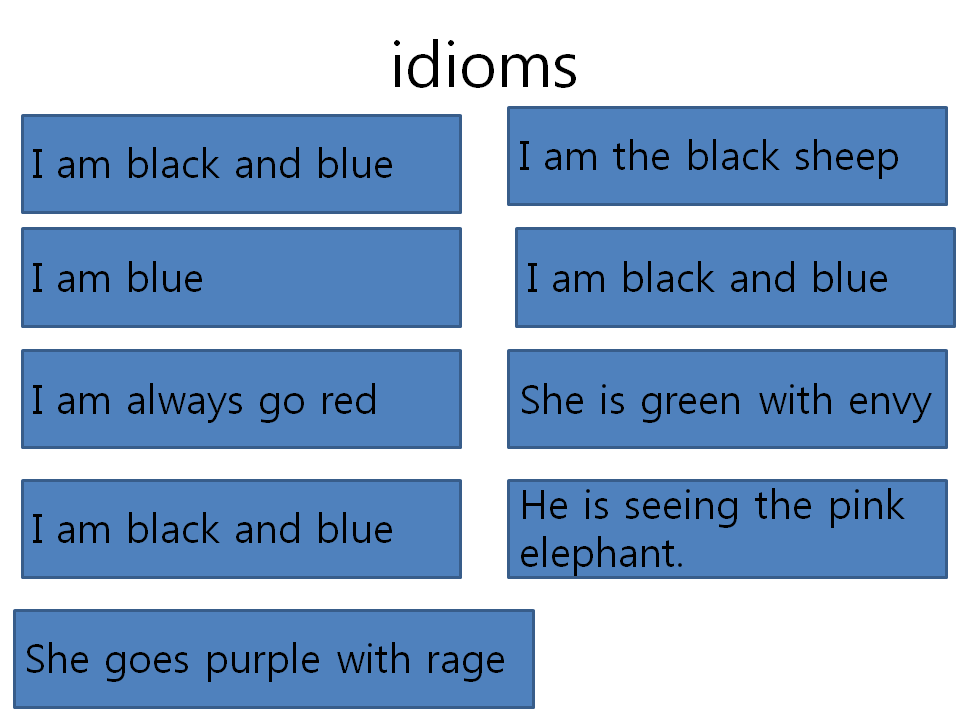 idioms
I am black and blue
I am the black sheep
I am blue
I am black and blue
I am always go red
She is green with envy
I am black and blue
He is seeing the pink
elephant.
She goes purple with rage